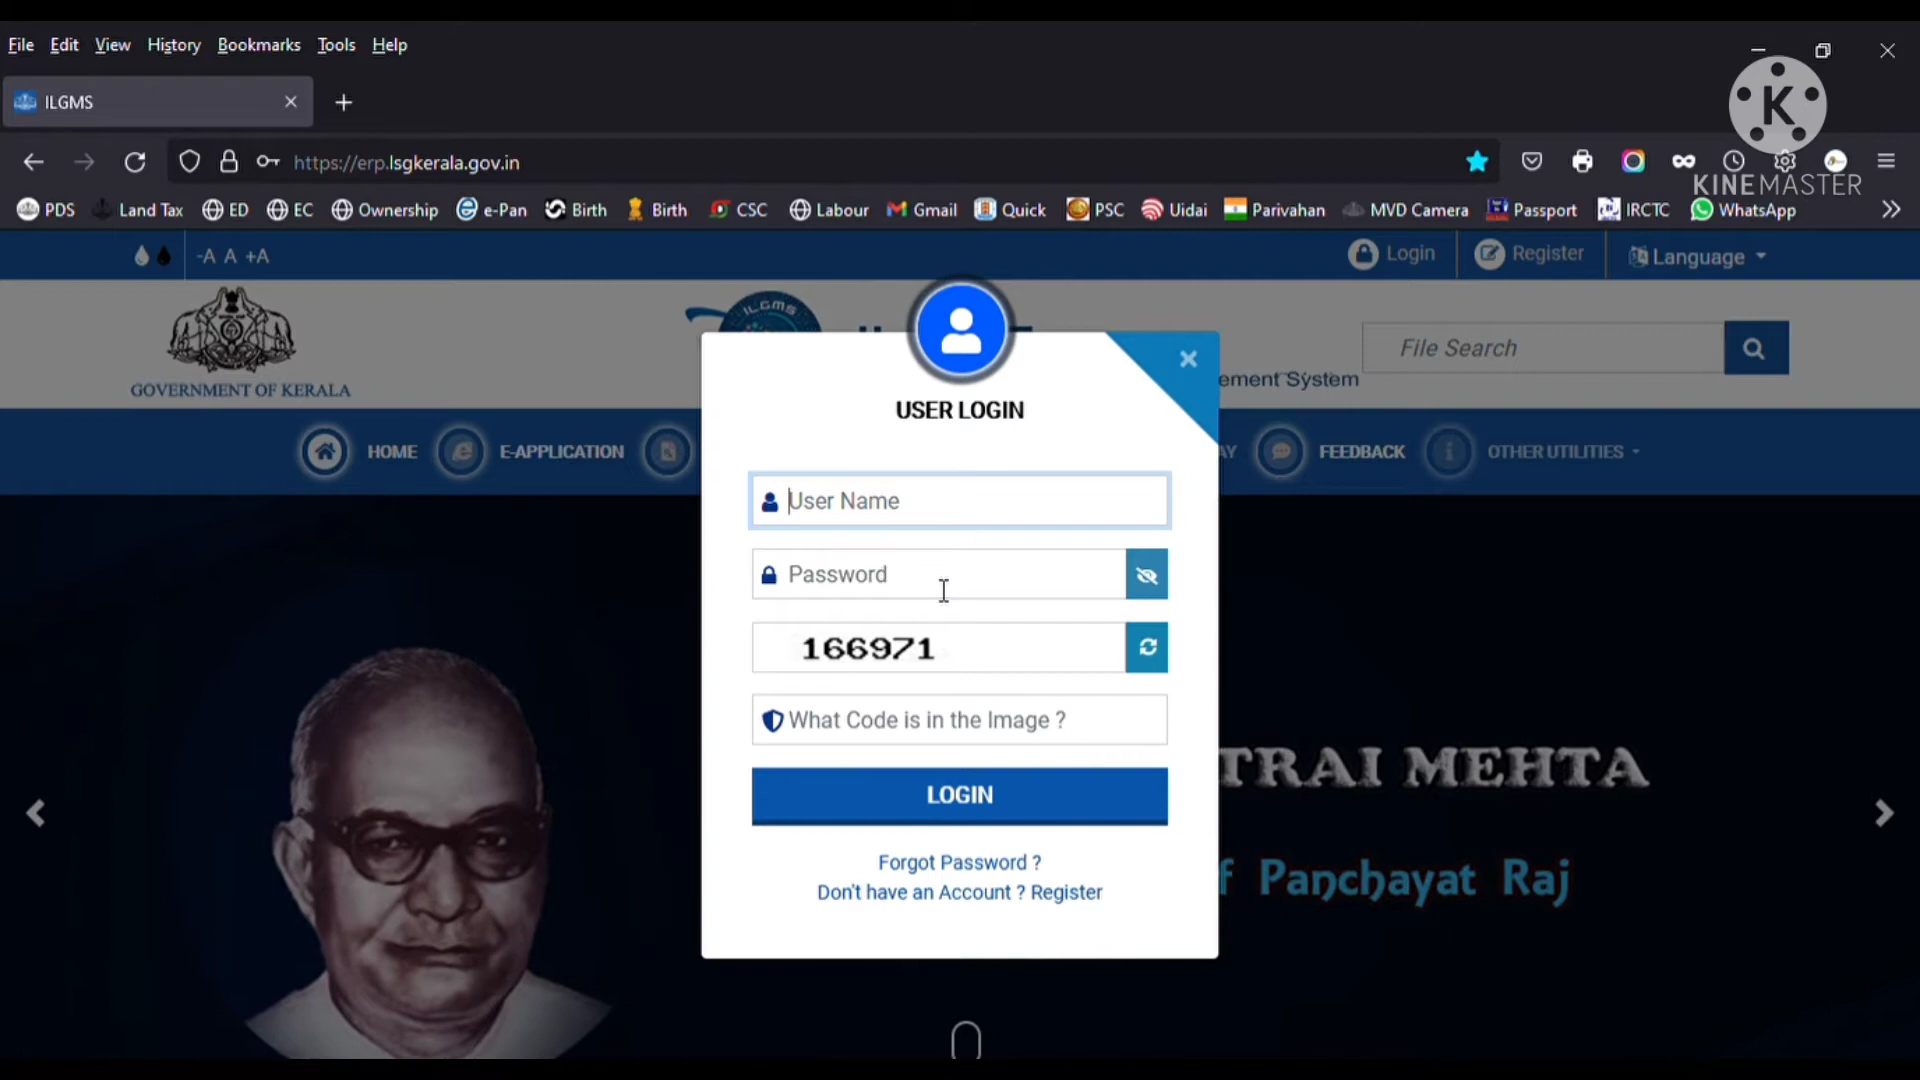 File Edit View History Bookmarks Tools Help
ILGMS
K
https://erp.lsgkerala.gov.in
KINEMASTER
PDS Land Tax ED EC Ownership e-Pan Birth Birth CSC Labour Gmail Quick PSC Uidai Parivahan MVD Camera Passport IRCTC WhatsApp
-A A +A Login Register Language
ILGMS
GOVERNMENT OF KERALA
ement System
File Search
USER LOGIN
HOME E-APPLICATION AY FEEDBACK OTHER UTILITIES
User Name
Password
166971
What Code is in the Image ?
LOGIN
TRAI MEHTA
Forgot Password ?
Don't have an Account ? Register
f Panchayat Raj